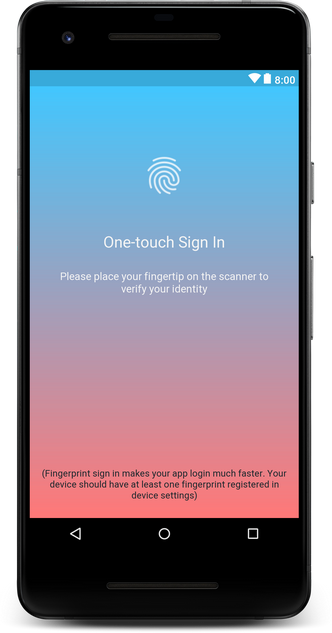 8:00
One-touch Sign In
Please place your fingertip on the scanner to
verify your identity
(Fingerprint sign in makes your app login much faster. Your
device should have at least one fingerprint registered in
device settings)